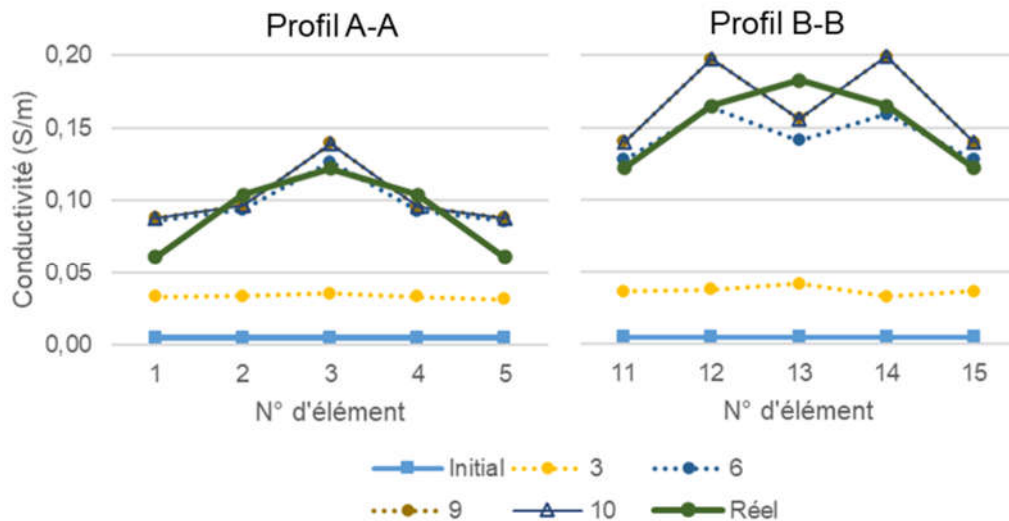 Profil A-A
Profil B-B
Conductivité (S/m)
0,20
0,15
0,10
0,05
0,00
1 2 3 4 5
11 12 13 14 15
N° d'élément
N° d'élément
Initial 3 6
9 10 Réel